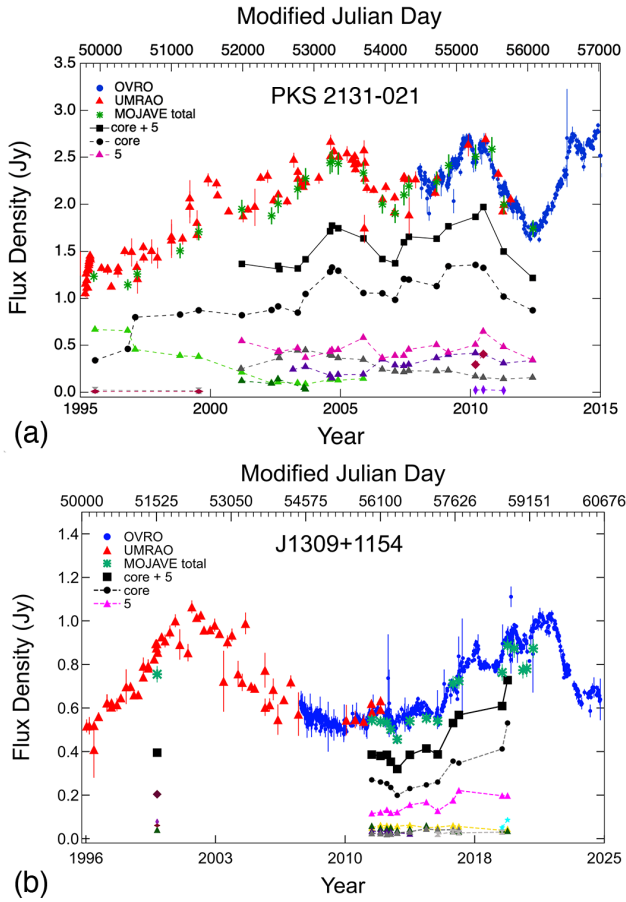 Modified Julian Day
50000 51000 52000 53000 54000 55000 56000 57000
(a)
PKS 2131-021
OVRO
UMRAO
MOJAVE total
core + 5
core
5
Flux Density (Jy)
3.5
3.0
2.5
2.0
1.5
1.0
0.5
0.0
1995 2000 2005 2010 2015
Year
Modified Julian Day
50000 51525 53050 54575 56100 57626 59151 60676
(b)
J1309+1154
OVRO
UMRAO
MOJAVE total
core + 5
core
5
Flux Density (Jy)
1.4
1.2
1.0
0.8
0.6
0.4
0.2
0.0
1996 2003 2010 2018 2025
Year